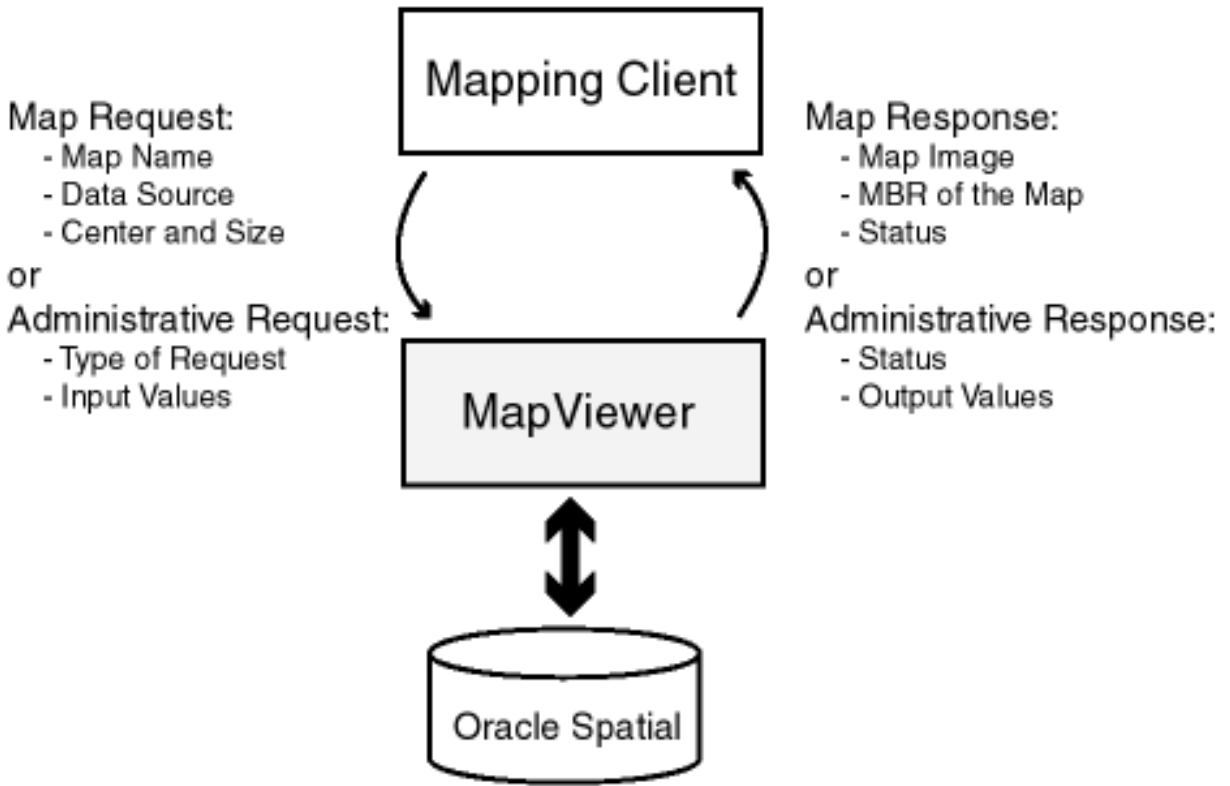 Mapping Client
Map Request:
- Map Name
- Data Source
- Center and Size
or
Administrative Request:
- Type of Request
- Input Values
Map Response:
- Map Image
- MBR of the Map
- Status
or
Administrative Response:
- Status
- Output Values
MapViewer
Oracle Spatial